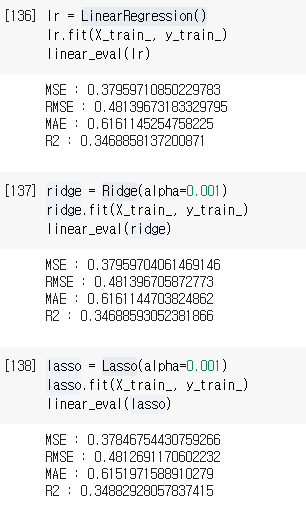 [136] lr = LinearRegression()
lr.fit(X_train_, y_train_)
linear_eval(lr)
MSE : 0.37959710850229783
RMSE : 0.48139673183329795
MAE : 0.6161145254758225
R2 : 0.3468858137200871
[137] ridge = Ridge(alpha=0.001)
ridge.fit(X_train_, y_train_)
linear_eval(ridge)
MSE : 0.37959704061469146
RMSE : 0.481396705872773
MAE : 0.6161144703824862
R2 : 0.34688593052381866
[138] lasso = Lasso(alpha=0.001)
lasso.fit(X_train_, y_train_)
linear_eval(lasso)
MSE : 0.37846754430759266
RMSE : 0.4812691170602232
MAE : 0.6151971588910279
R2 : 0.34882928057837415